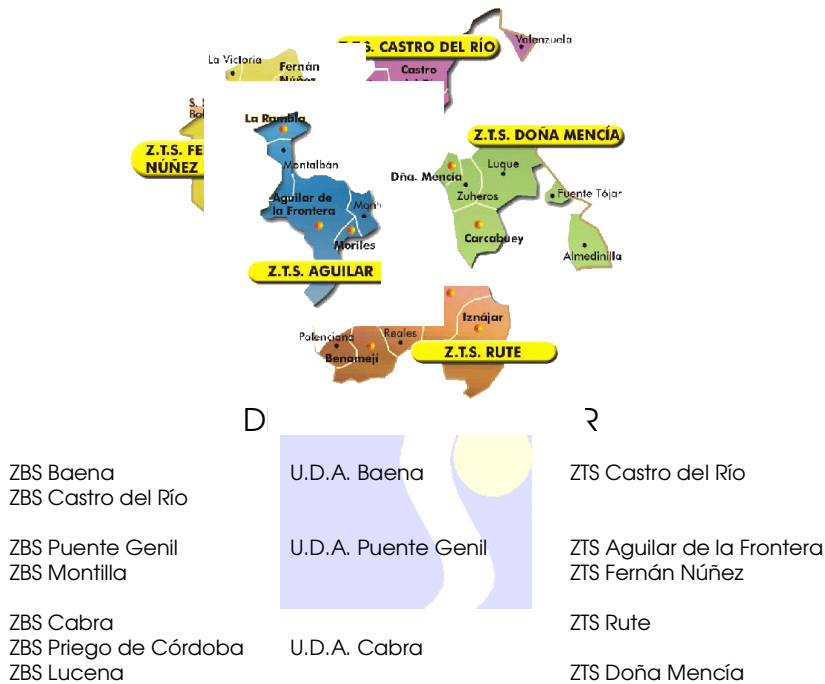 La Victoria
Fernán
Núñez
Z.T.S. CASTRO DEL RÍO
Castro
Valenzuela
La Rambla
Z.T.S. FE
NÚÑEZ
Montalbán
Aguilar de
la Frontera
Moriles
Z.T.S. AGUILAR
Z.T.S. DOÑA MENCÍA
Dña. Mencía
Luque
Zuheros
Fuente Tójar
Carcabuey
Almedinilla
Iznájar
Palenciana
Reales
Benamejí
Z.T.S. RUTE
D R
ZBS Baena U.D.A. Baena ZTS Castro del Río
ZBS Castro del Río
ZBS Puente Genil U.D.A. Puente Genil ZTS Aguilar de la Frontera
ZBS Montilla ZTS Fernán Núñez
ZBS Cabra ZTS Rute
ZBS Priego de Córdoba U.D.A. Cabra
ZBS Lucena ZTS Doña Mencía